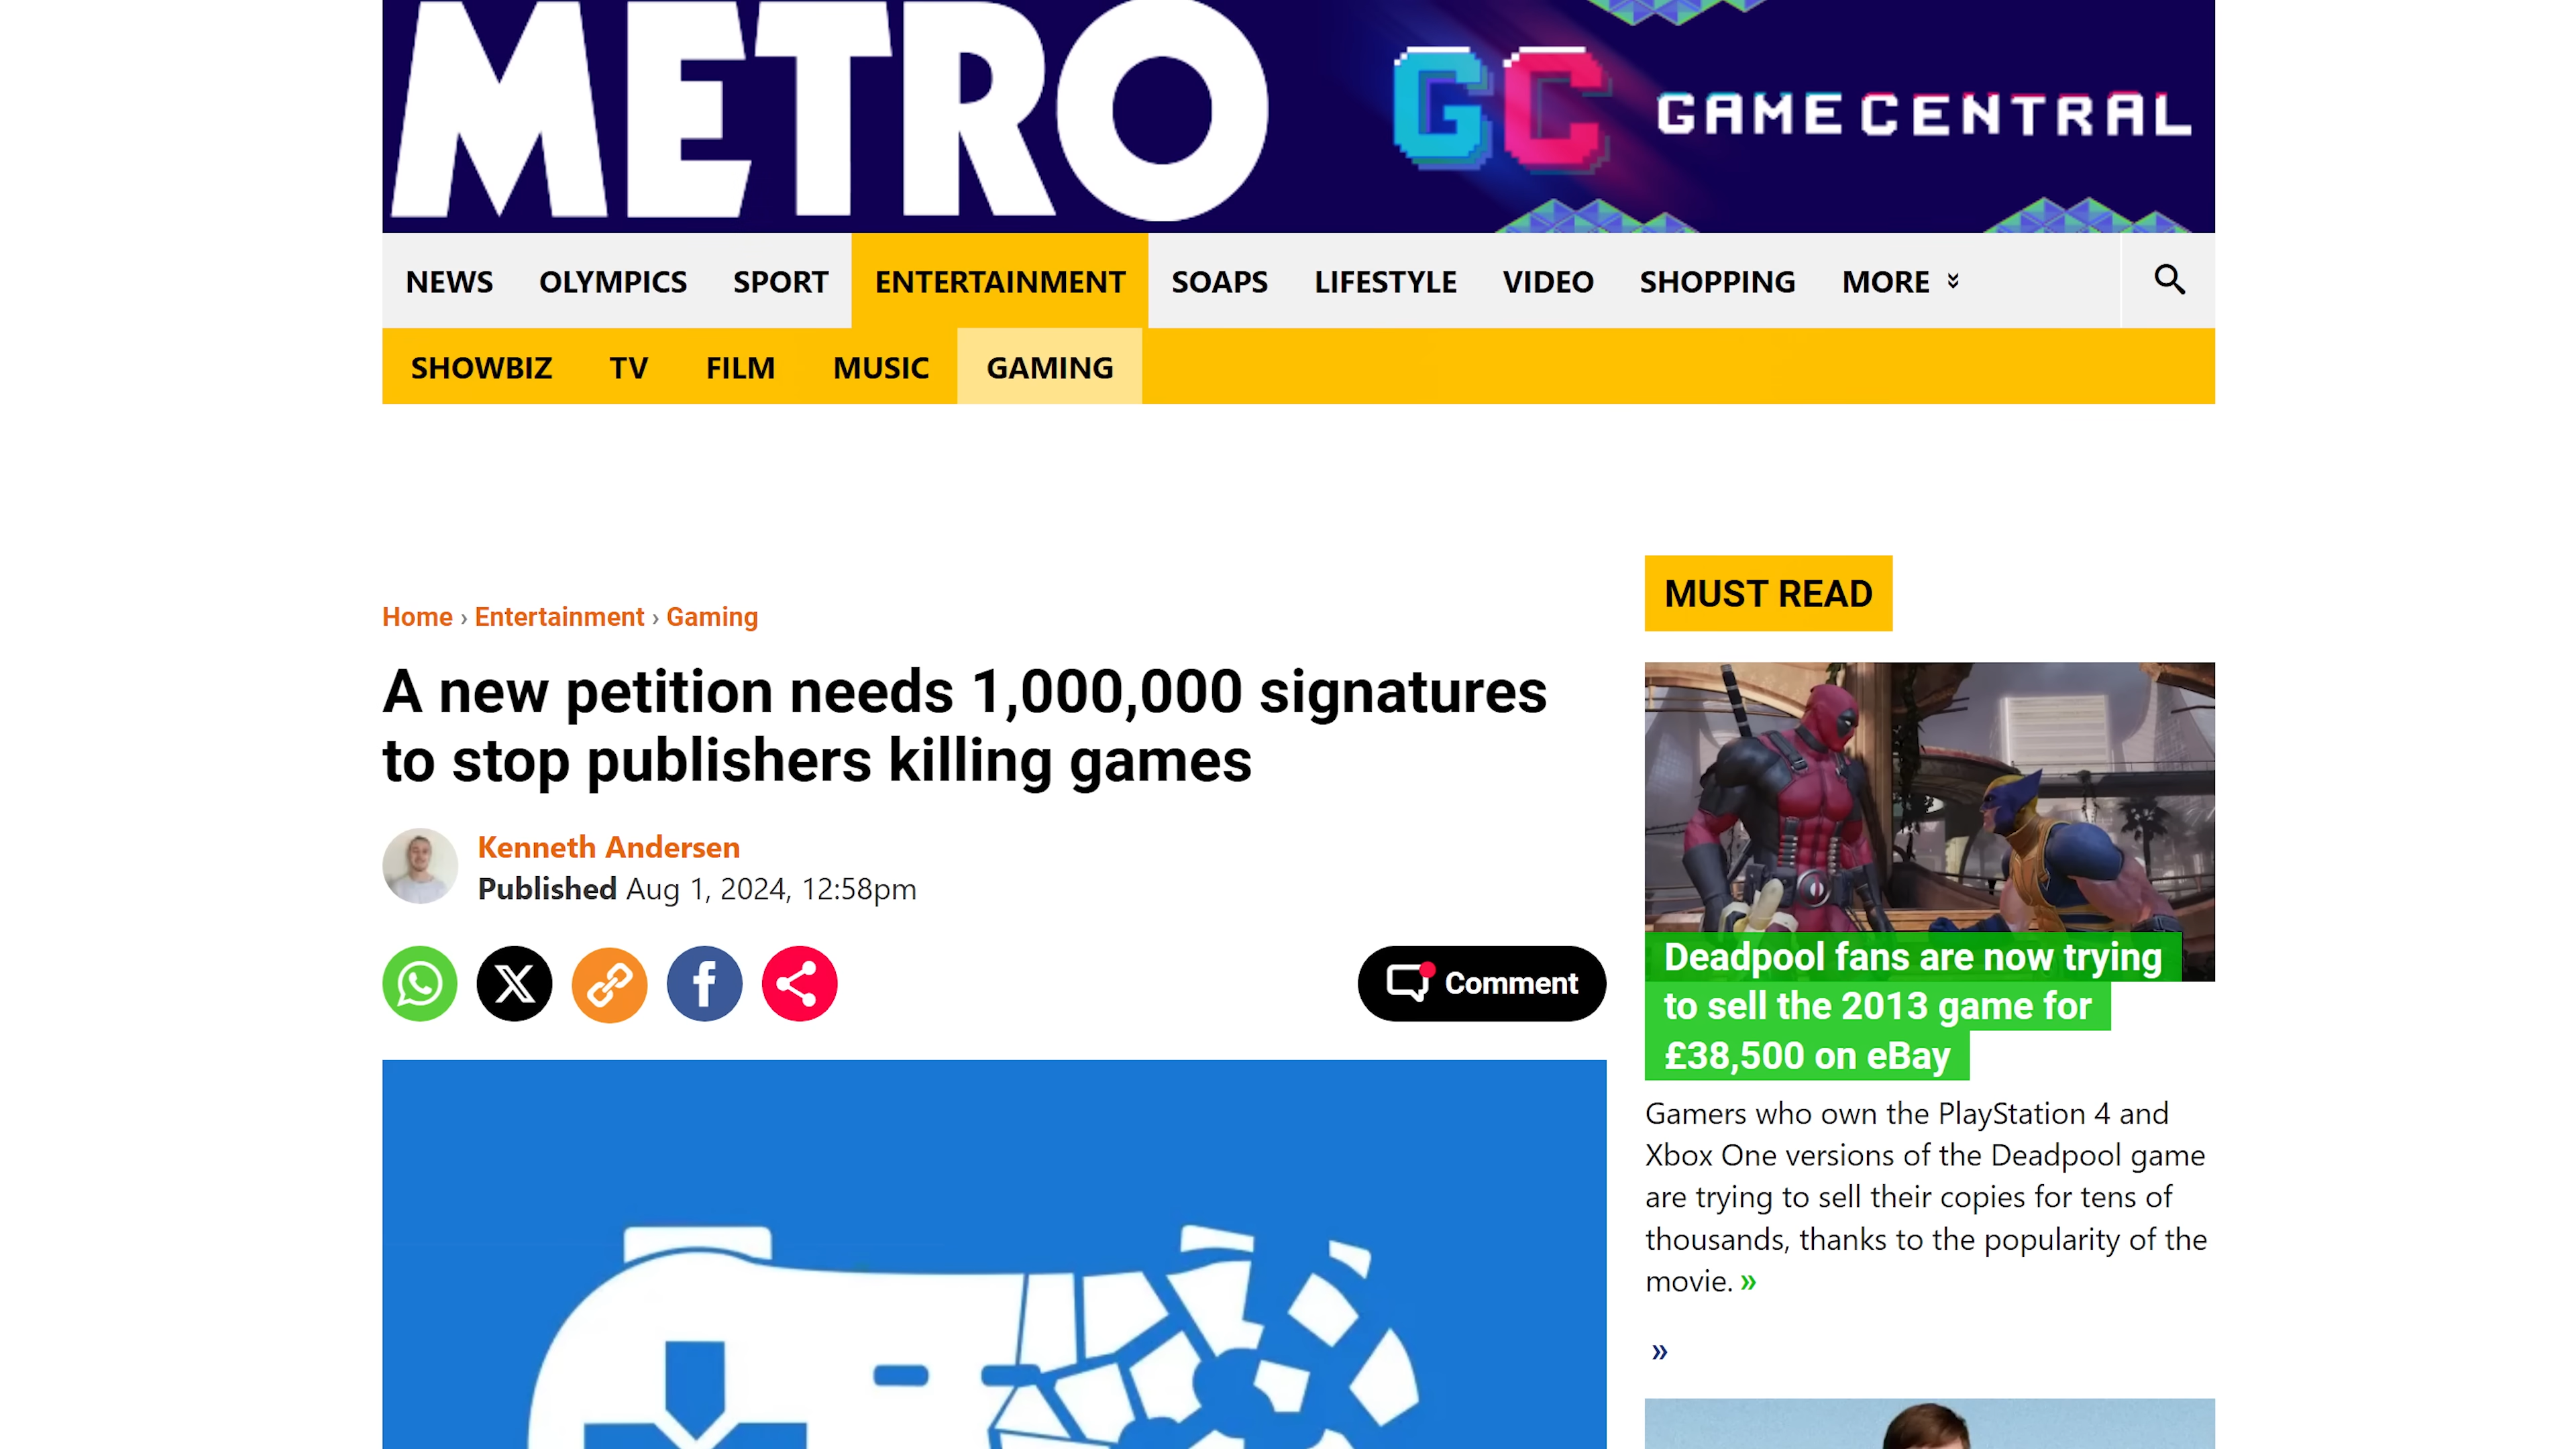 METRO
GC GAME CENTRAL
NEWS OLYMPICS SPORT ENTERTAINMENT SOAPS LIFESTYLE VIDEO SHOPPING MORE
SHOWBIZ TV FILM MUSIC GAMING
Home › Entertainment › Gaming
A new petition needs 1,000,000 signatures
to stop publishers killing games
Kenneth Andersen
Published Aug 1, 2024, 12:58pm
Comment
MUST READ
Deadpool fans are now trying
to sell the 2013 game for
£38,500 on eBay
Gamers who own the PlayStation 4 and
Xbox One versions of the Deadpool game
are trying to sell their copies for tens of
thousands, thanks to the popularity of the
movie. »
»